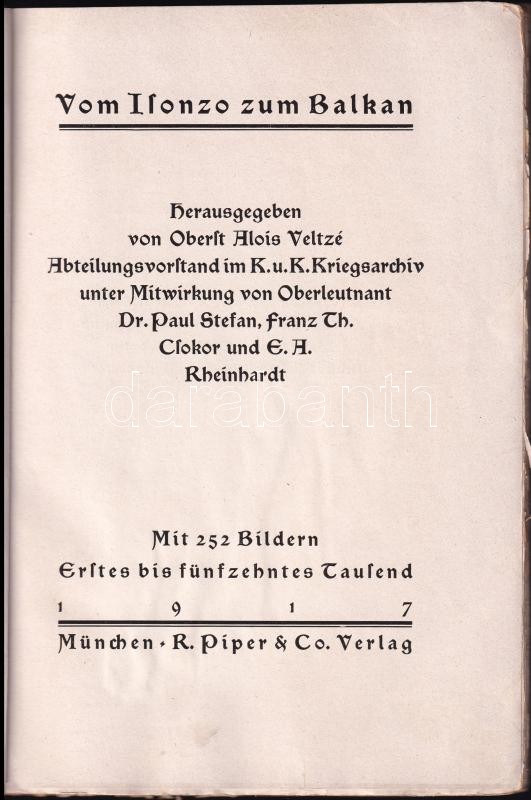 Vom Iſonzo zum Balkan
Herausgegeben
von Oberſt Alois Veltzé
Abteilungsvorſtand im K.u.K.Kriegsarchiv
unter Mitwirkung von Oberleutnant
Dr. Paul Stefan, Franz Th.
Cſokor und E. A.
Rheinhardt
darabanth
Mit 252 Bildern
Erſtes bis fünfzehntes Tauſend
1 9 1 7
München · R. Piper & Co. Verlag